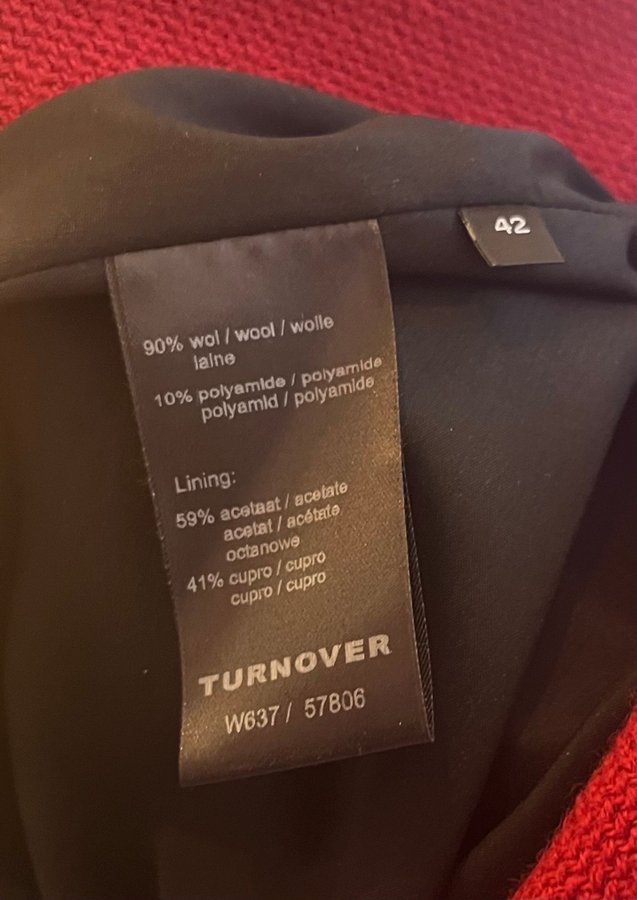 42
90% wol / wool / wolle
laine
10% polyamide / polyamide
polyamid / polyamide
Lining:
59% acetaat / acetate
acetat / acétate
octanowe
41% cupro / cupro
cupro / cupro
TURNOVER
W637 / 57806